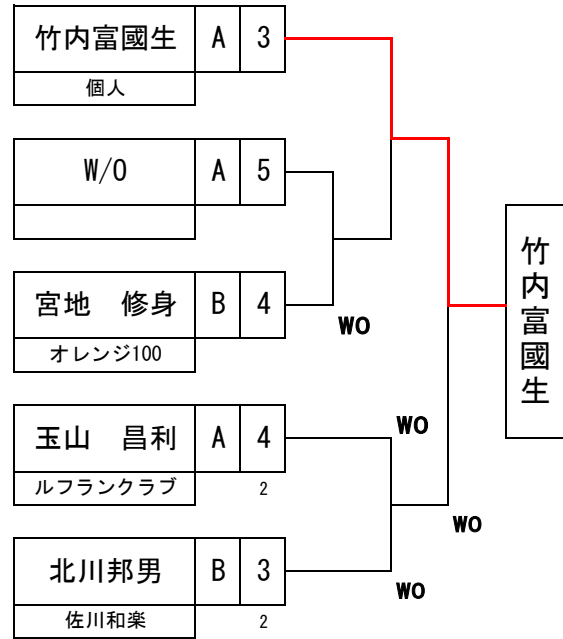 竹内富國生 A 3
個人
W/O A 5
宮地 修身 B 4
オレンジ100
WO
玉山 昌利 A 4
ルフランクラブ 2
WO
WO
北川邦男 B 3
佐川和楽 2
WO
竹内富國生